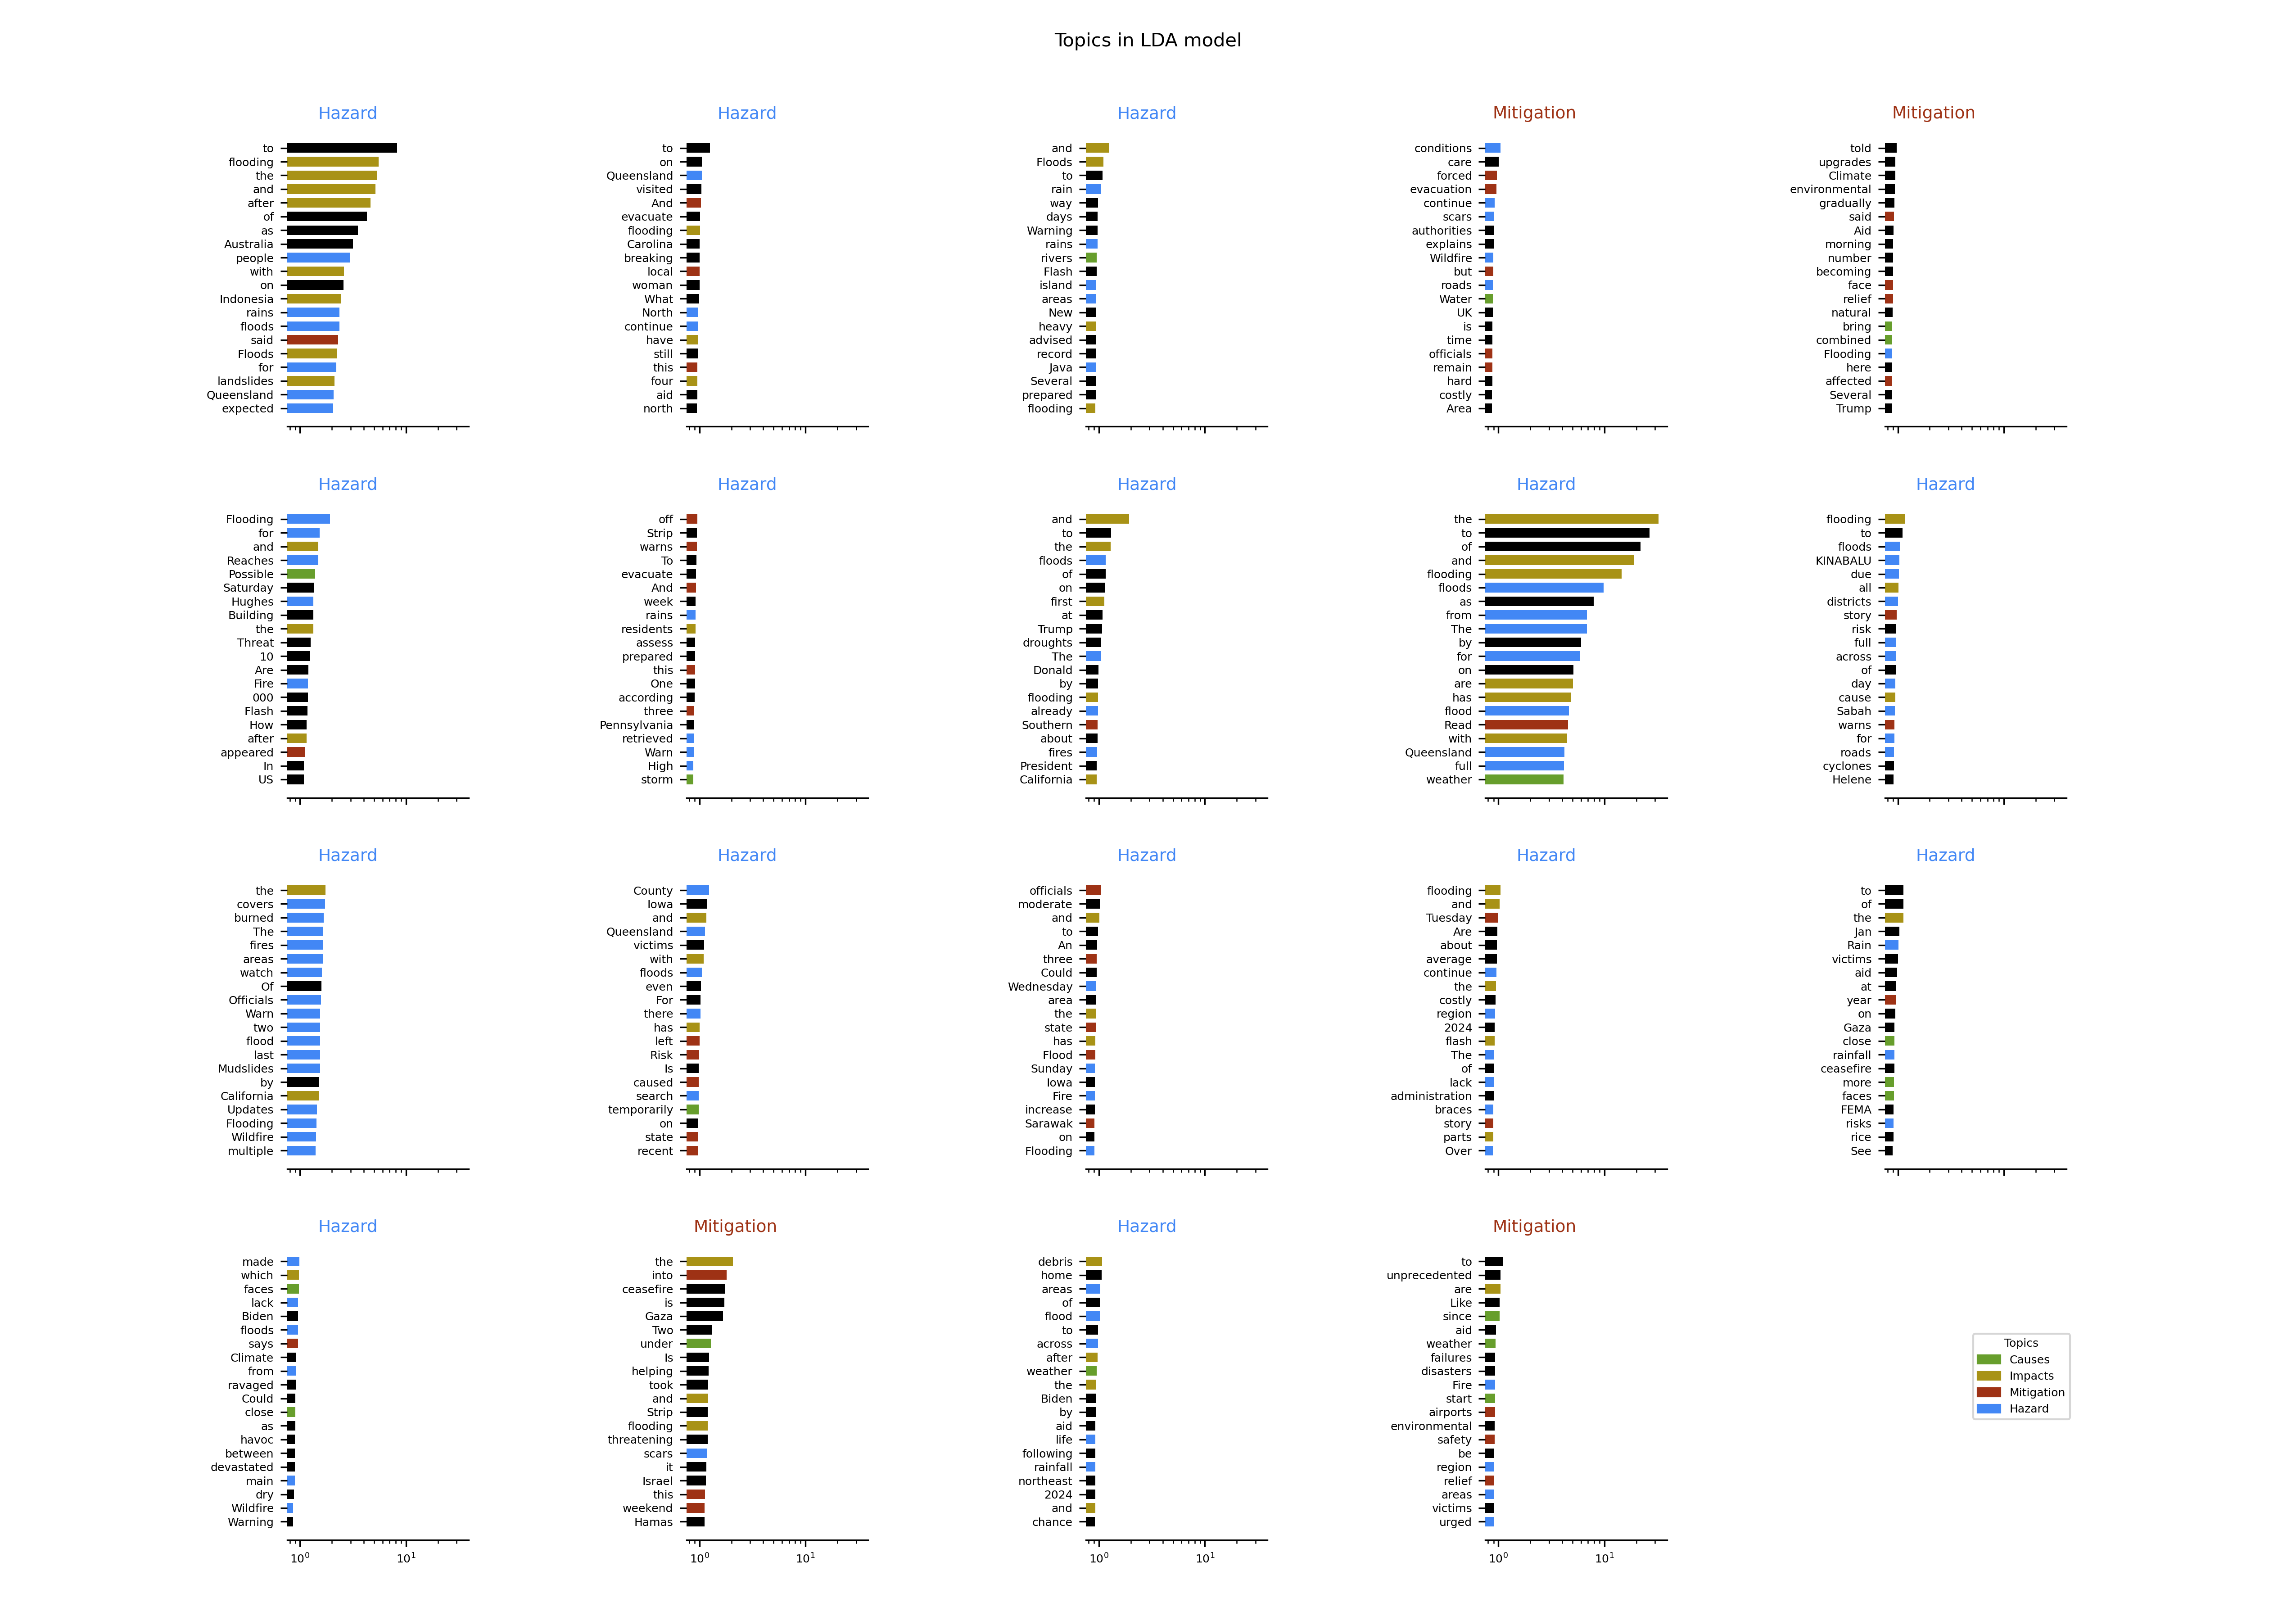 Topics in LDA model
Hazard
to
flooding
the
and
after
of
as
Australia
people
with
on
Indonesia
rains
floods
said
Floods
for
landslides
Queensland
expected
Hazard
to
on
Queensland
visited
And
evacuate
flooding
Carolina
breaking
local
woman
What
North
continue
have
still
this
four
aid
north
Hazard
and
Floods
to
rain
way
days
Warning
rains
rivers
Flash
island
areas
New
heavy
advised
record
Java
Several
prepared
flooding
Mitigation
conditions
care
forced
evacuation
continue
scars
authorities
explains
Wildfire
but
roads
Water
UK
is
time
officials
remain
hard
costly
Area
Mitigation
told
upgrades
Climate
environmental
gradually
said
Aid
morning
number
becoming
face
relief
natural
bring
combined
Flooding
here
affected
Several
Trump
Hazard
Flooding
for
and
Reaches
Possible
Saturday
Hughes
Building
the
Threat
10
Are
Fire
000
Flash
How
after
appeared
In
US
Hazard
off
Strip
warns
To
evacuate
And
week
rains
residents
assess
prepared
this
One
according
three
Pennsylvania
retrieved
Warn
High
storm
Hazard
and
to
the
floods
of
on
first
at
Trump
droughts
The
Donald
by
flooding
already
Southern
about
fires
President
California
Hazard
the
to
of
and
flooding
floods
as
from
The
by
for
on
are
has
flood
Read
with
Queensland
full
weather
Hazard
flooding
to
floods
KINABALU
due
all
districts
story
risk
full
across
of
day
cause
Sabah
warns
for
roads
cyclones
Helene
Hazard
the
covers
burned
The
fires
areas
watch
Of
Officials
Warn
two
flood
last
Mudslides
by
California
Updates
Flooding
Wildfire
multiple
Hazard
County
Iowa
and
Queensland
victims
with
floods
even
For
there
has
left
Risk
Is
caused
search
temporarily
on
state
recent
Hazard
officials
moderate
and
to
An
three
Could
Wednesday
area
the
state
has
Flood
Sunday
Iowa
Fire
increase
Sarawak
on
Flooding
Hazard
flooding
and
Tuesday
Are
about
average
continue
the
costly
region
2024
flash
The
of
lack
administration
braces
story
parts
Over
Hazard
to
of
the
Jan
Rain
victims
aid
at
year
on
Gaza
close
rainfall
ceasefire
more
faces
FEMA
risks
rice
See
Hazard
made
which
faces
lack
Biden
floods
says
Climate
from
ravaged
Could
close
as
havoc
between
devastated
main
dry
Wildfire
Warning
10⁰ 10¹
Mitigation
the
into
ceasefire
is
Gaza
Two
under
Is
helping
took
and
Strip
flooding
threatening
scars
it
Israel
this
weekend
Hamas
10⁰ 10¹
Hazard
debris
home
areas
of
flood
to
across
after
weather
the
Biden
by
aid
life
following
rainfall
northeast
2024
and
chance
10⁰ 10¹
Mitigation
to
unprecedented
are
Like
since
aid
weather
failures
disasters
Fire
start
airports
environmental
safety
be
region
relief
areas
victims
urged
10⁰ 10¹
Topics
Causes
Impacts
Mitigation
Hazard